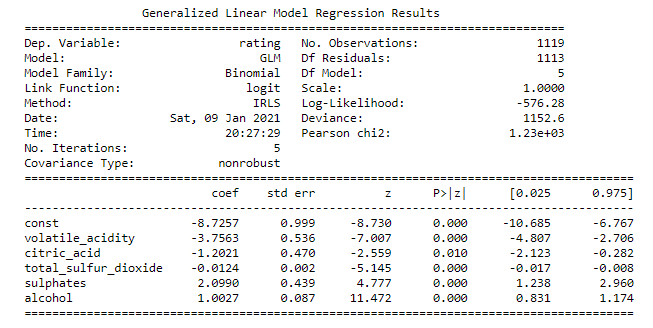 Generalized Linear Model Regression Results
==============================================================================
Dep. Variable:                 rating   No. Observations:                 1119
Model:                            GLM   Df Residuals:                     1113
Model Family:                Binomial   Df Model:                            5
Link Function:                  logit   Scale:                          1.0000
Method:                          IRLS   Log-Likelihood:                -576.28
Date:                Sat, 09 Jan 2021   Deviance:                       1152.6
Time:                        20:27:29   Pearson chi2:                 1.23e+03
No. Iterations:                     5
Covariance Type:            nonrobust
========================================================================================
                           coef    std err          z      P>|z|      [0.025      0.975]
----------------------------------------------------------------------------------------
const                   -8.7257      0.999     -8.730      0.000     -10.685      -6.767
volatile_acidity        -3.7563      0.536     -7.007      0.000      -4.807      -2.706
citric_acid             -1.2021      0.470     -2.559      0.010      -2.123      -0.282
total_sulfur_dioxide    -0.0124      0.002     -5.145      0.000      -0.017      -0.008
sulphates                2.0990      0.439      4.777      0.000       1.238       2.960
alcohol                  1.0027      0.087     11.472      0.000       0.831       1.174
========================================================================================